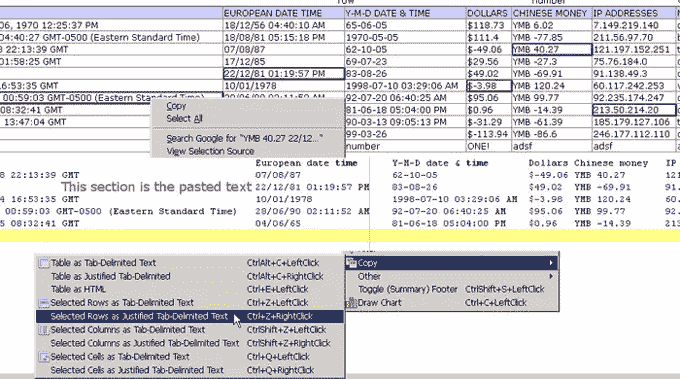 row number
EUROPEAN DATE TIME Y-M-D DATE & TIME DOLLARS CHINESE MONEY IP ADDRESSES
06, 1970 12:25:37 PM 18/12/56 04:40:10 AM 65-06-05 $118.73 YMB 6.02 7.149.219.140
04:40:27 GMT-0500 (Eastern Standard Time) 18/08/81 05:15:18 PM 1970-05-05 $111.4 YMB -77.85 211.56.97.70
22:13:39 GMT 07/08/87 62-10-05 $-49.06 YMB 40.27 121.197.152.251
01:58:25 GMT 17/12/85 69-07-23 $29.56 YMB -27.3 75.76.184.0
22/12/81 01:19:57 PM 83-08-26 $49.02 YMB -69.91 91.138.49.3
16:53:35 GMT 10/01/1978 1998-07-10 03:29:06 AM $-3.98 YMB 120.24 60.117.242.253
00:59:03 GMT-0500 (Eastern Standard Time) 92-07-20 06:40:25 AM $95.06 YMB 99.77 92.235.174.247
08:32:41 GMT 81-06-18 05:04:00 PM $0.96 YMB -14.39 213.50.214.20
13:47:04 GMT 90-03-13 09:05:13 PM $-31.29 YMB -61.39 185.179.127.106
99-03-26 $-113.94 YMB -86.6 246.177.112.110
number ONE! adsf adsf
Copy
Select All
Search Google for "YMB 40.27 22/12..."
View Selection Source
European date time Y-M-D date & time Dollars Chinese money IP
8 22:13:39 GMT 07/08/87 62-10-05 $-49.06 YMB 40.27 121
This section is the pasted text 22/12/81 01:19:57 PM 83-08-26 $49.02 YMB -69.91 91.
4 16:53:35 GMT 10/01/1978 1998-07-10 03:29:06 AM $-3.98 YMB 120.24 60.
00:59:03 GMT-0500 (Eastern Standard Time) 28/06/90 02:11:52 AM 92-07-20 06:40:25 AM $95.06 YMB 99.77 92.
5 08:32:41 GMT 04/06/65 81-06-18 05:04:00 PM $0.96 YMB -14.39 213
Table as Tab-Delimited Text CtrlAlt+C+LeftClick
Table as Justified Tab-Delimited CtrlAlt+C+RightClick
Table as HTML Ctrl+E+LeftClick
Selected Rows as Tab-Delimited Text Ctrl+Z+LeftClick
Selected Rows as Justified Tab-Delimited Text Ctrl+Z+RightClick
Selected Columns as Tab-Delimited Text CtrlShift+Z+LeftClick
Selected Columns as Justified Tab-Delimited Text CtrlShift+Z+RightClick
Selected Cells as Tab-Delimited Text Ctrl+Q+LeftClick
Selected Cells as Justified Tab-Delimited Text Ctrl+Q+RightClick
Copy
Other
Toggle (Summary) Footer CtrlShift+S+LeftClick
Draw Chart Ctrl+C+LeftClick